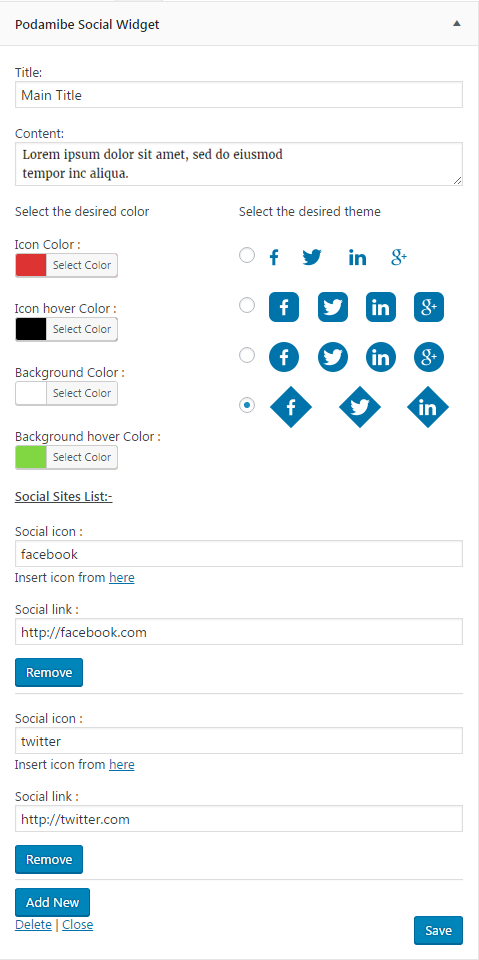 Podamibe Social Widget
Title:
Main Title
Content:
Lorem ipsum dolor sit amet, sed do eiusmod
tempor inc aliqua.
Select the desired color
Select the desired theme
Icon Color :
Select Color
Icon hover Color :
Select Color
Background Color :
Select Color
Background hover Color :
Select Color
f in g+
f in g+
f in g+
f in
Social Sites List:-
Social icon :
facebook
Insert icon from here
Social link :
http://facebook.com
Remove
Social icon :
twitter
Insert icon from here
Social link :
http://twitter.com
Remove
Add New
Delete | Close
Save